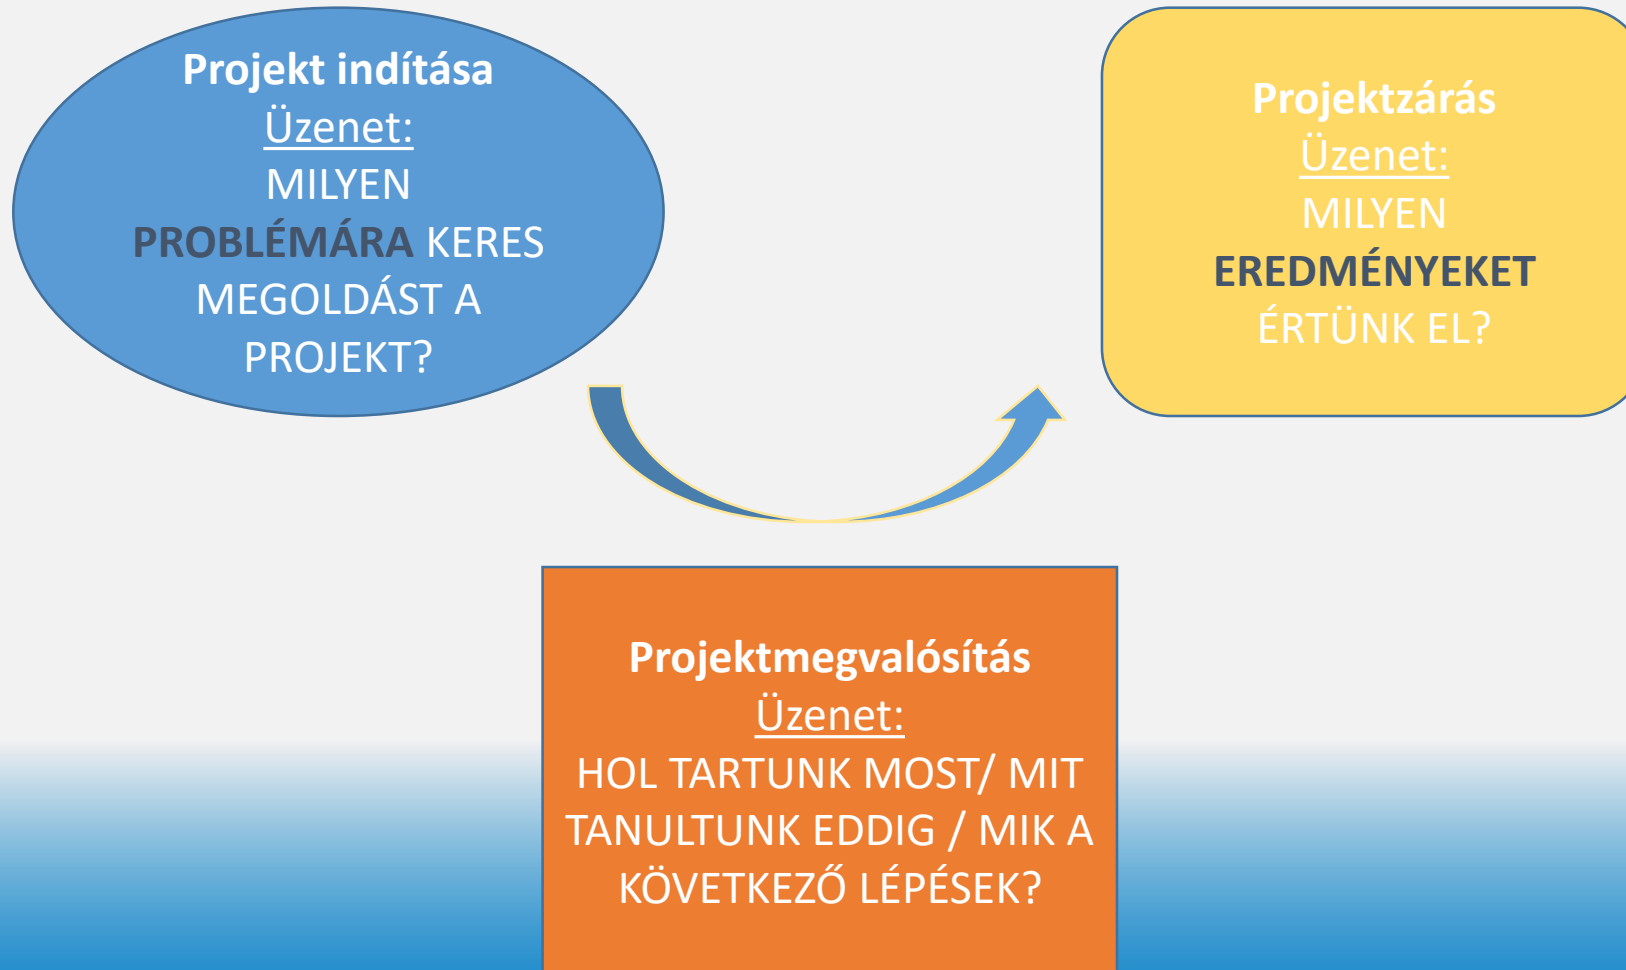 Projekt indítása
Üzenet:
MILYEN
PROBLÉMÁRA KERES
MEGOLDÁST A
PROJEKT?
Projektmegvalósítás
Üzenet:
HOL TARTUNK MOST/ MIT
TANULTUNK EDDIG / MIK A
KÖVETKEZŐ LÉPÉSEK?
Projektzárás
Üzenet:
MILYEN
EREDMÉNYEKET
ÉRTÜNK EL?